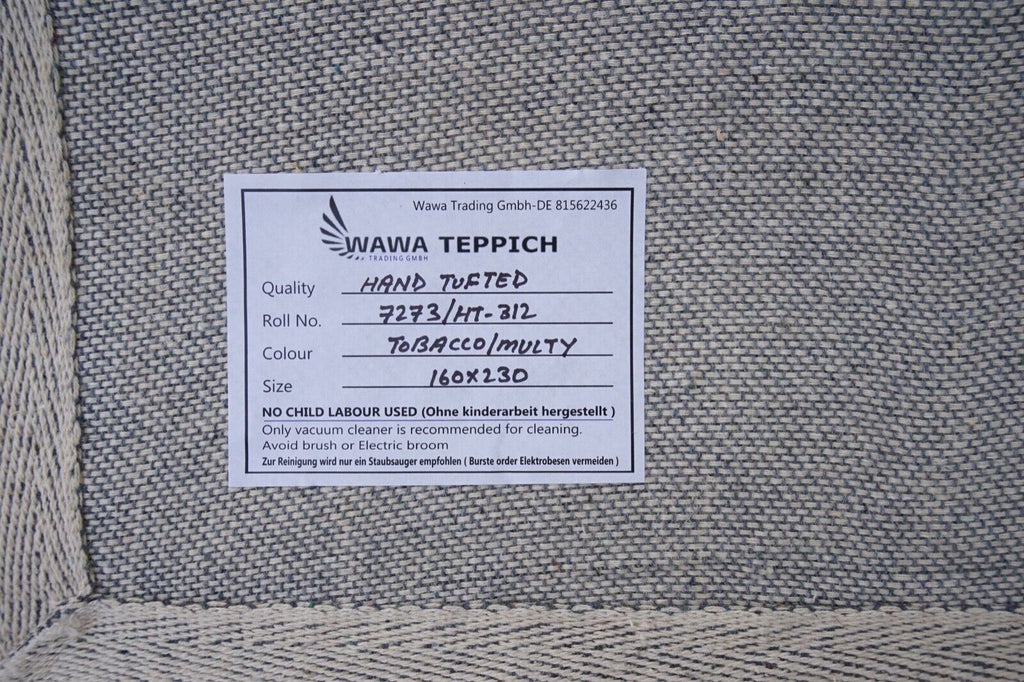 Wawa Trading Gmbh-DE 815622436
WAWA TEPPICH
TRADING GMBH
Quality HAND TUFTED
Roll No. 7273/HT-312
Colour TOBACCO/MULTY
Size 160X230
NO CHILD LABOUR USED (Ohne kinderarbeit hergestellt )
Only vacuum cleaner is recommended for cleaning.
Avoid brush or Electric broom
Zur Reinigung wird nur ein Staubsauger empfohlen ( Burste order Elektrobesen vermeiden )